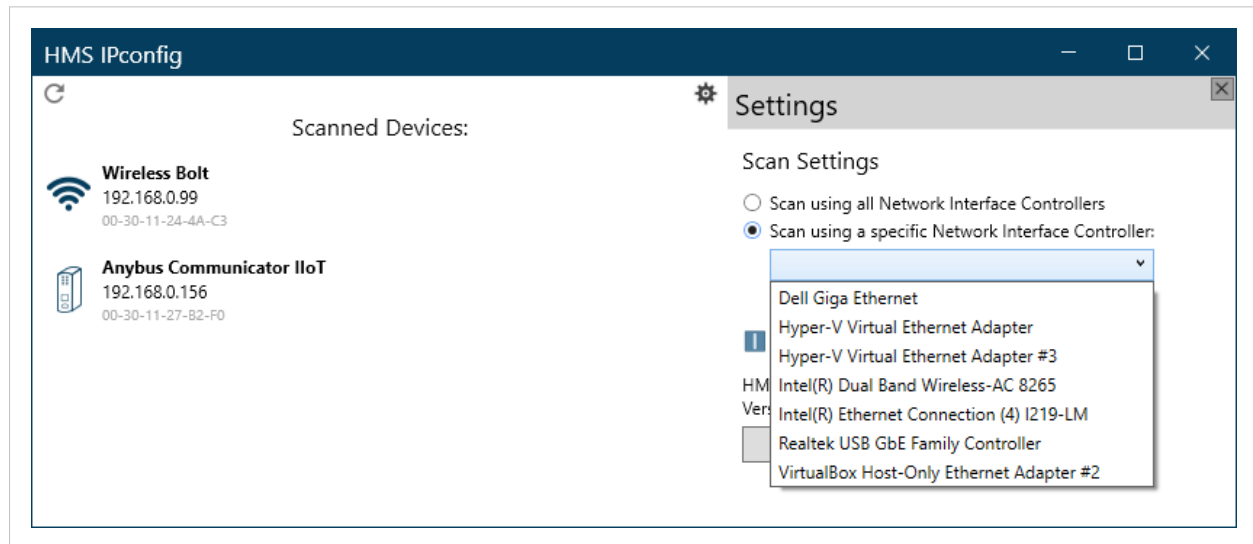 HMS IPconfig
Scanned Devices:
Wireless Bolt
192.168.0.99
00-30-11-24-4A-C3
Anybus Communicator IIoT
192.168.0.156
00-30-11-27-B2-F0
Settings
Scan Settings
Scan using all Network Interface Controllers
Scan using a specific Network Interface Controller:
Dell Giga Ethernet
Hyper-V Virtual Ethernet Adapter
Hyper-V Virtual Ethernet Adapter #3
HM
Intel(R) Dual Band Wireless-AC 8265
Vers
Intel(R) Ethernet Connection (4) I219-LM
Realtek USB GbE Family Controller
VirtualBox Host-Only Ethernet Adapter #2